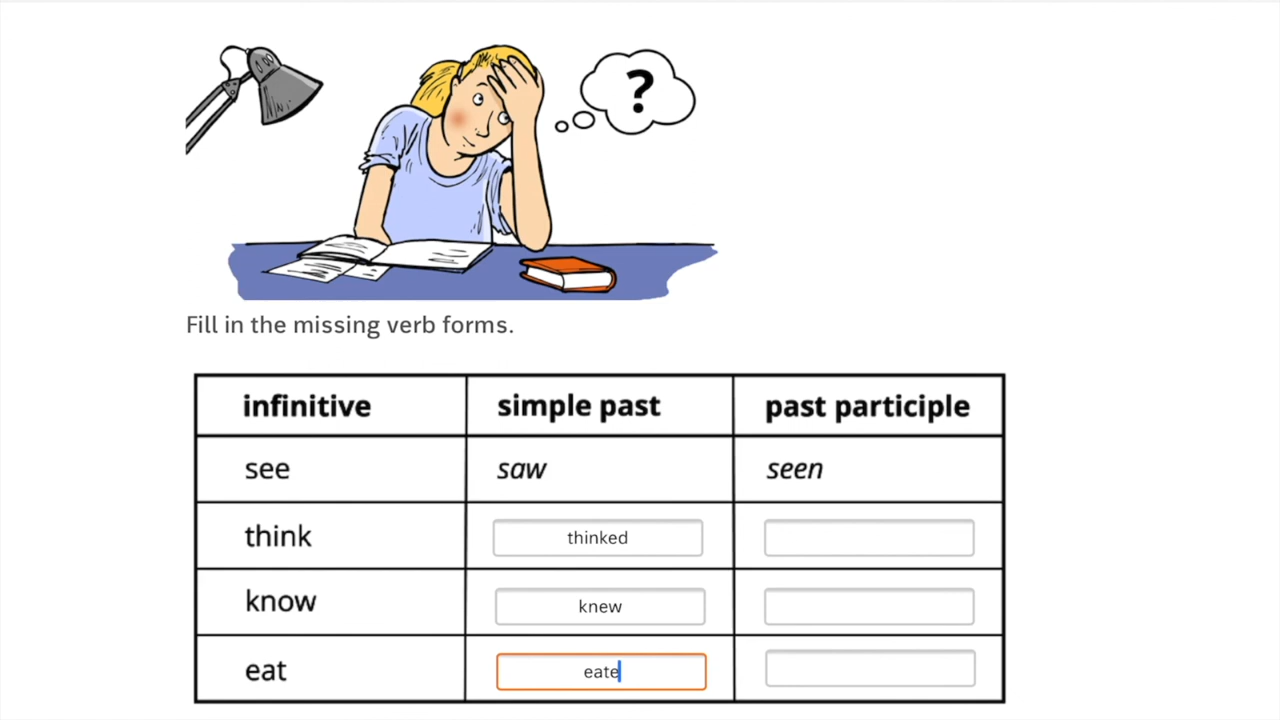 ?
Fill in the missing verb forms.
infinitive simple past past participle
see saw seen
think thinked
know knew
eat eate